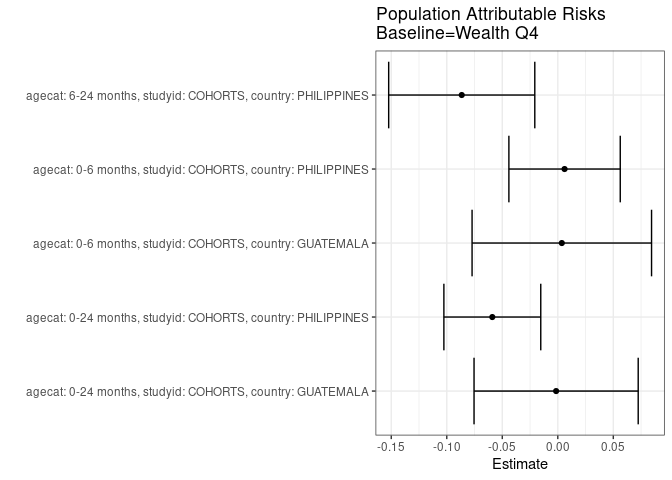 Population Attributable Risks
Baseline=Wealth Q4
agecat: 6-24 months, studyid: COHORTS, country: PHILIPPINES
agecat: 0-6 months, studyid: COHORTS, country: PHILIPPINES
agecat: 0-6 months, studyid: COHORTS, country: GUATEMALA
agecat: 0-24 months, studyid: COHORTS, country: PHILIPPINES
agecat: 0-24 months, studyid: COHORTS, country: GUATEMALA
-0.15 -0.10 -0.05 0.00 0.05
Estimate